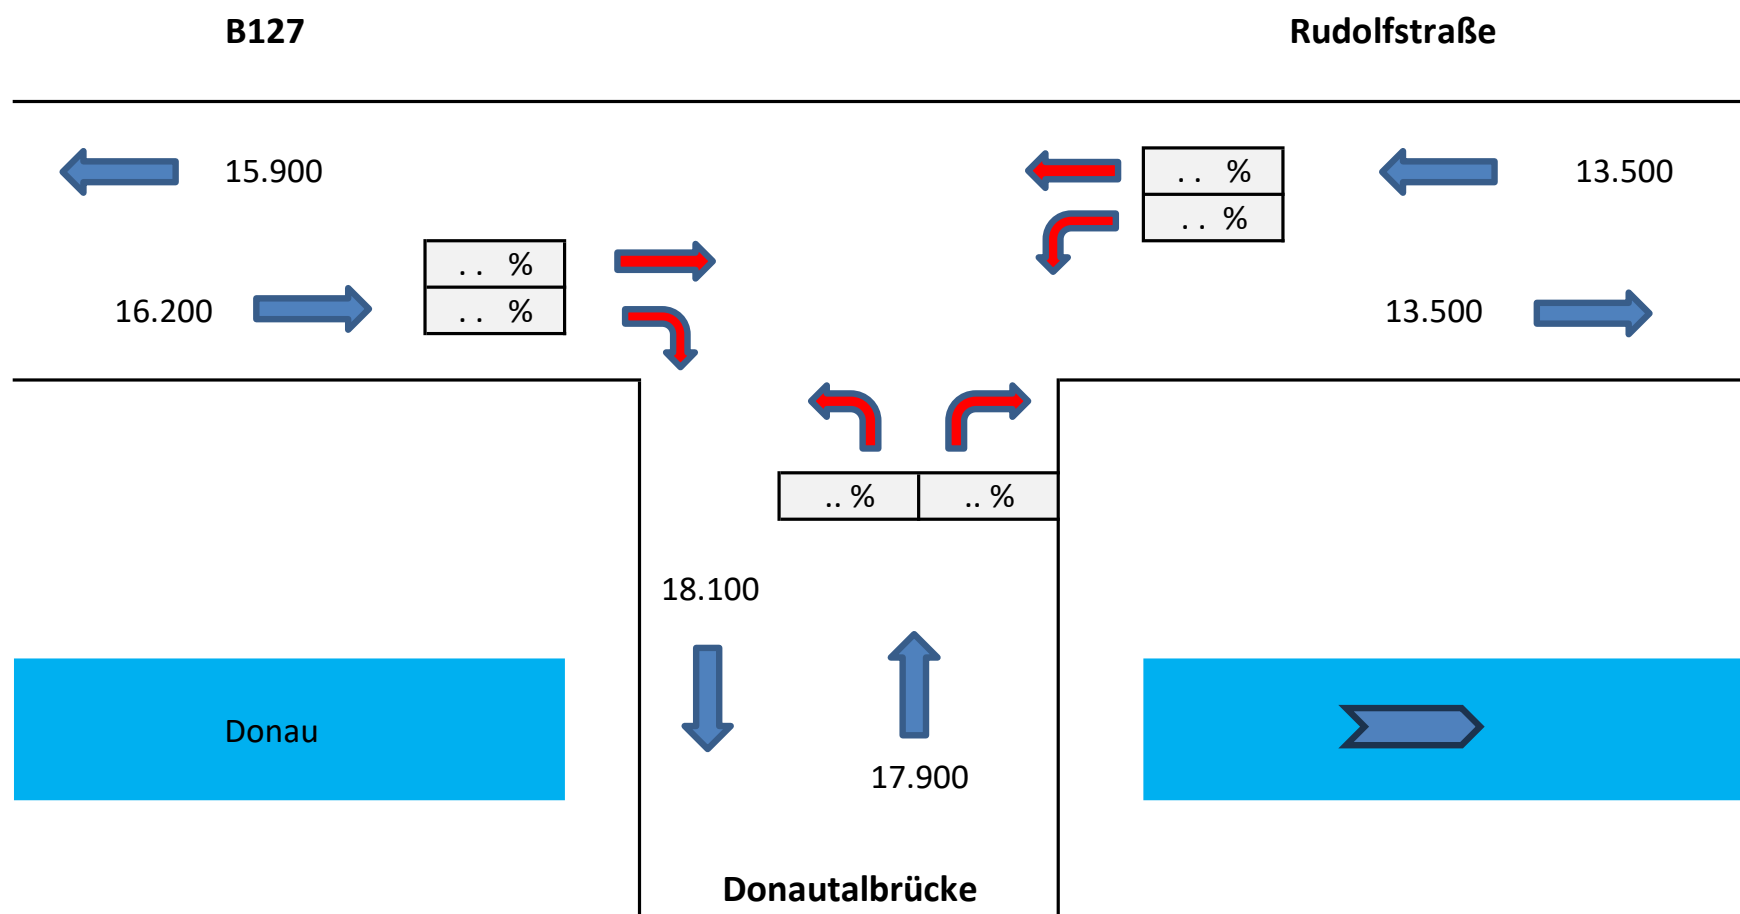 B127
Rudolfstraße
15.900
. . %
13.500
. . %
. . %
16.200
. . %
13.500
.. %
.. %
18.100
Donau
17.900
Donautalbrücke